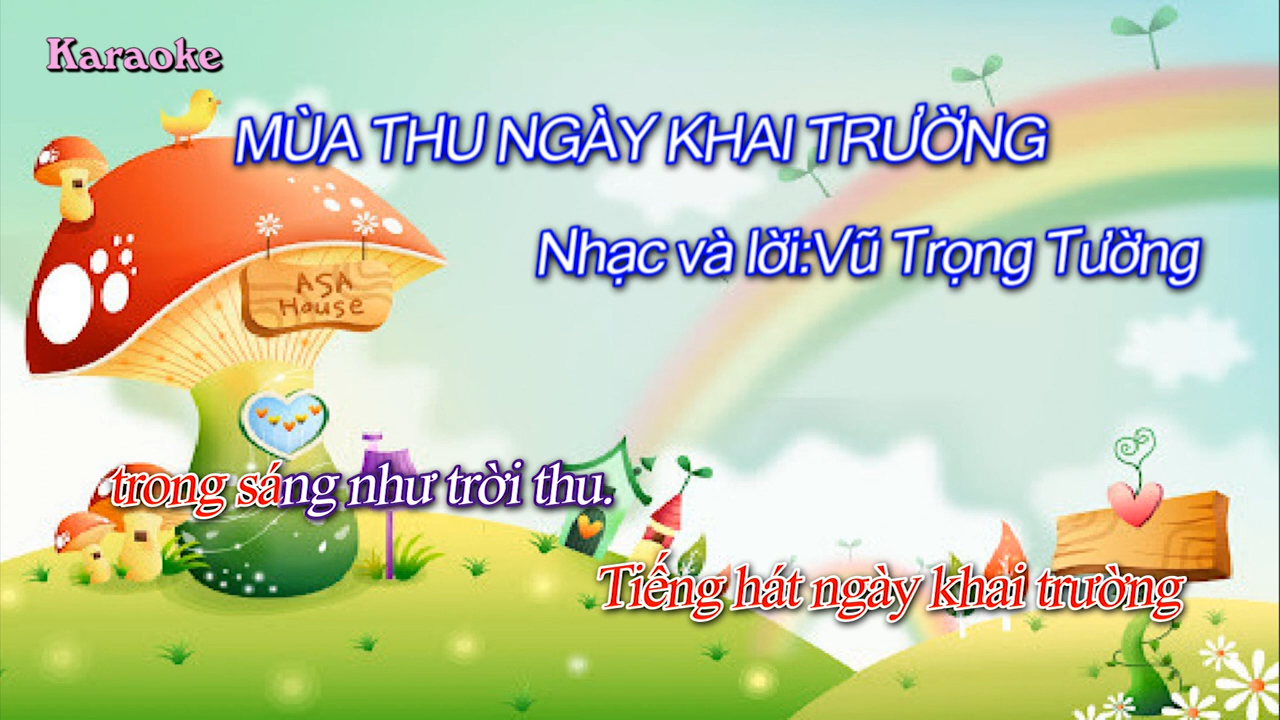 Karaoke
MÙA THU NGÀY KHAI TRƯỜNG
Nhạc và lời:Vũ Trọng Tường
ASA
House
trong sáng như trời thu.
Tiếng hát ngày khai trường